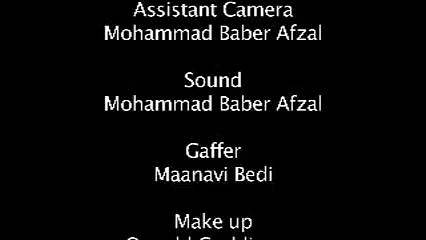 Assistant Camera
Mohammad Baber Afzal
Sound
Mohammad Baber Afzal
Gaffer
Maanavi Bedi
Make up